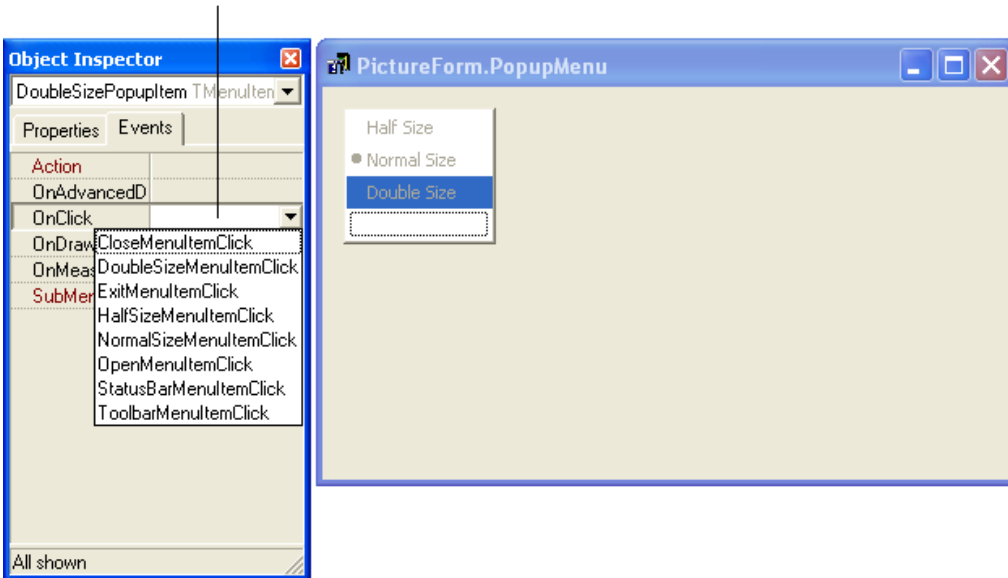 Object Inspector
DoubleSizePopupItem TMenuIten
Properties Events
Action
OnAdvancedD
OnClick
OnDraw
OnMeas
SubMen
CloseMenuItemClick
DoubleSizeMenuItemClick
ExitMenuItemClick
HalfSizeMenuItemClick
NormalSizeMenuItemClick
OpenMenuItemClick
StatusBarMenuItemClick
ToolbarMenuItemClick
All shown
PictureForm.PopupMenu
Half Size
Normal Size
Double Size